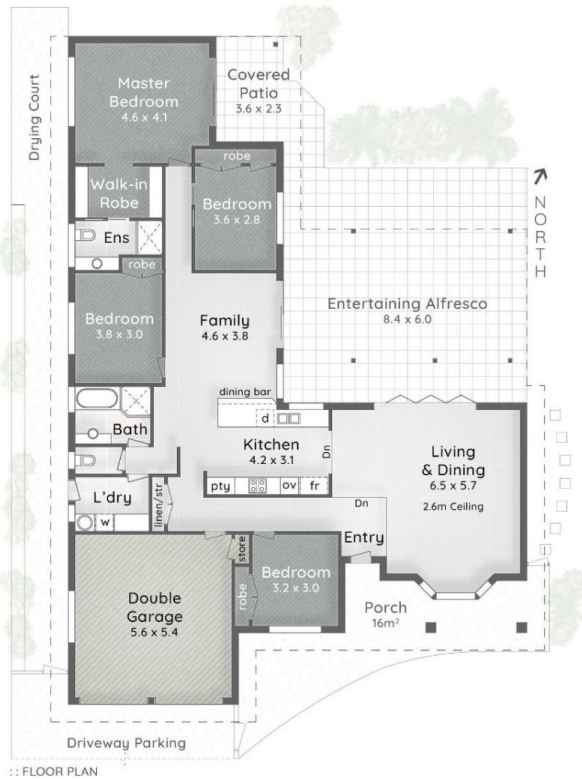 Drying Court
Master
Bedroom
4.6 x 4.1
Covered
Patio
3.6 x 2.3
robe
Walk-in
Robe
Bedroom
3.6 x 2.8
Ens
robe
NORTH
Bedroom
3.8 x 3.0
Family
4.6 x 3.8
Entertaining Alfresco
8.4 x 6.0
dining bar
d
Bath
Kitchen
4.2 x 3.1
Dn
Living
& Dining
6.5 x 5.7
2.6m Ceiling
L'dry
w
linen/str
pty
ov
fr
Dn
Entry
store
Bedroom
3.2 x 3.0
robe
Double
Garage
5.6 x 5.4
Porch
16m²
Driveway Parking
:: FLOOR PLAN